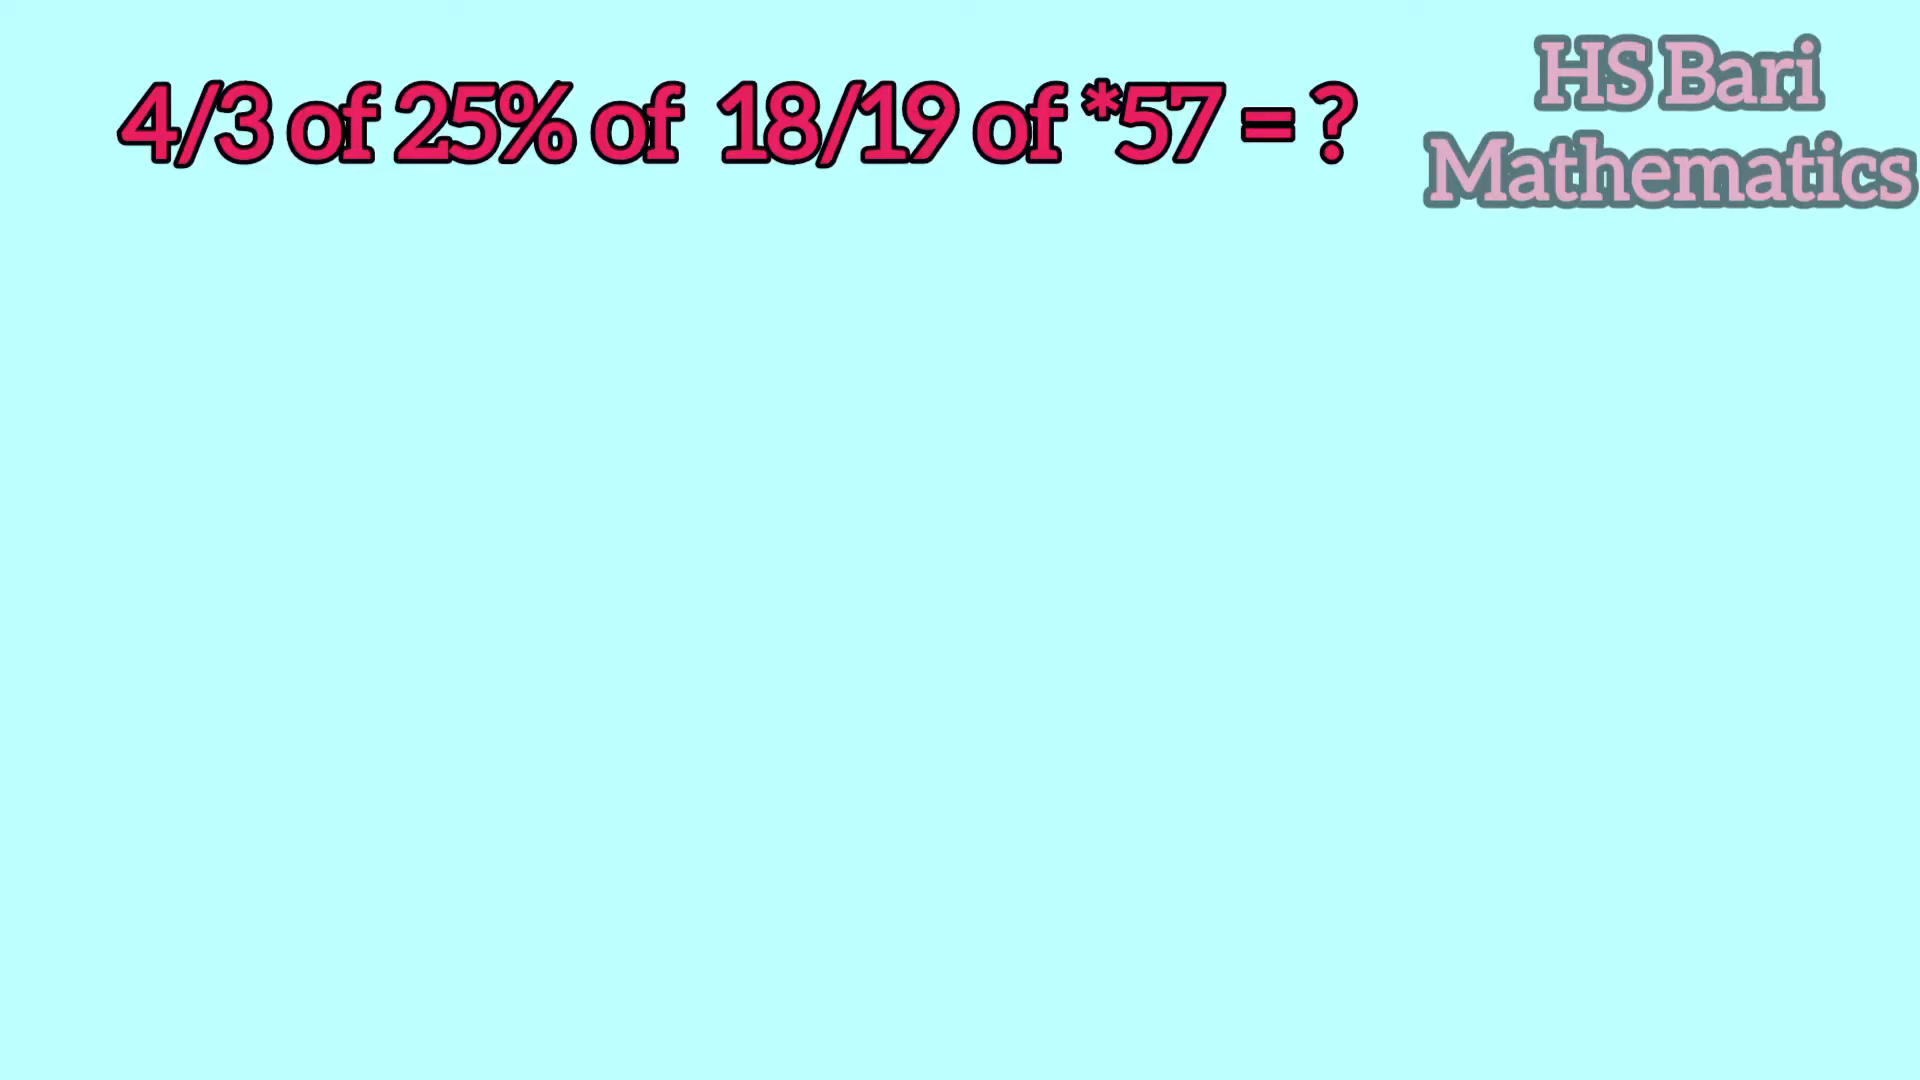 4/3 of 25% of 18/19 of *57 = ?
HS Bari
Mathematics